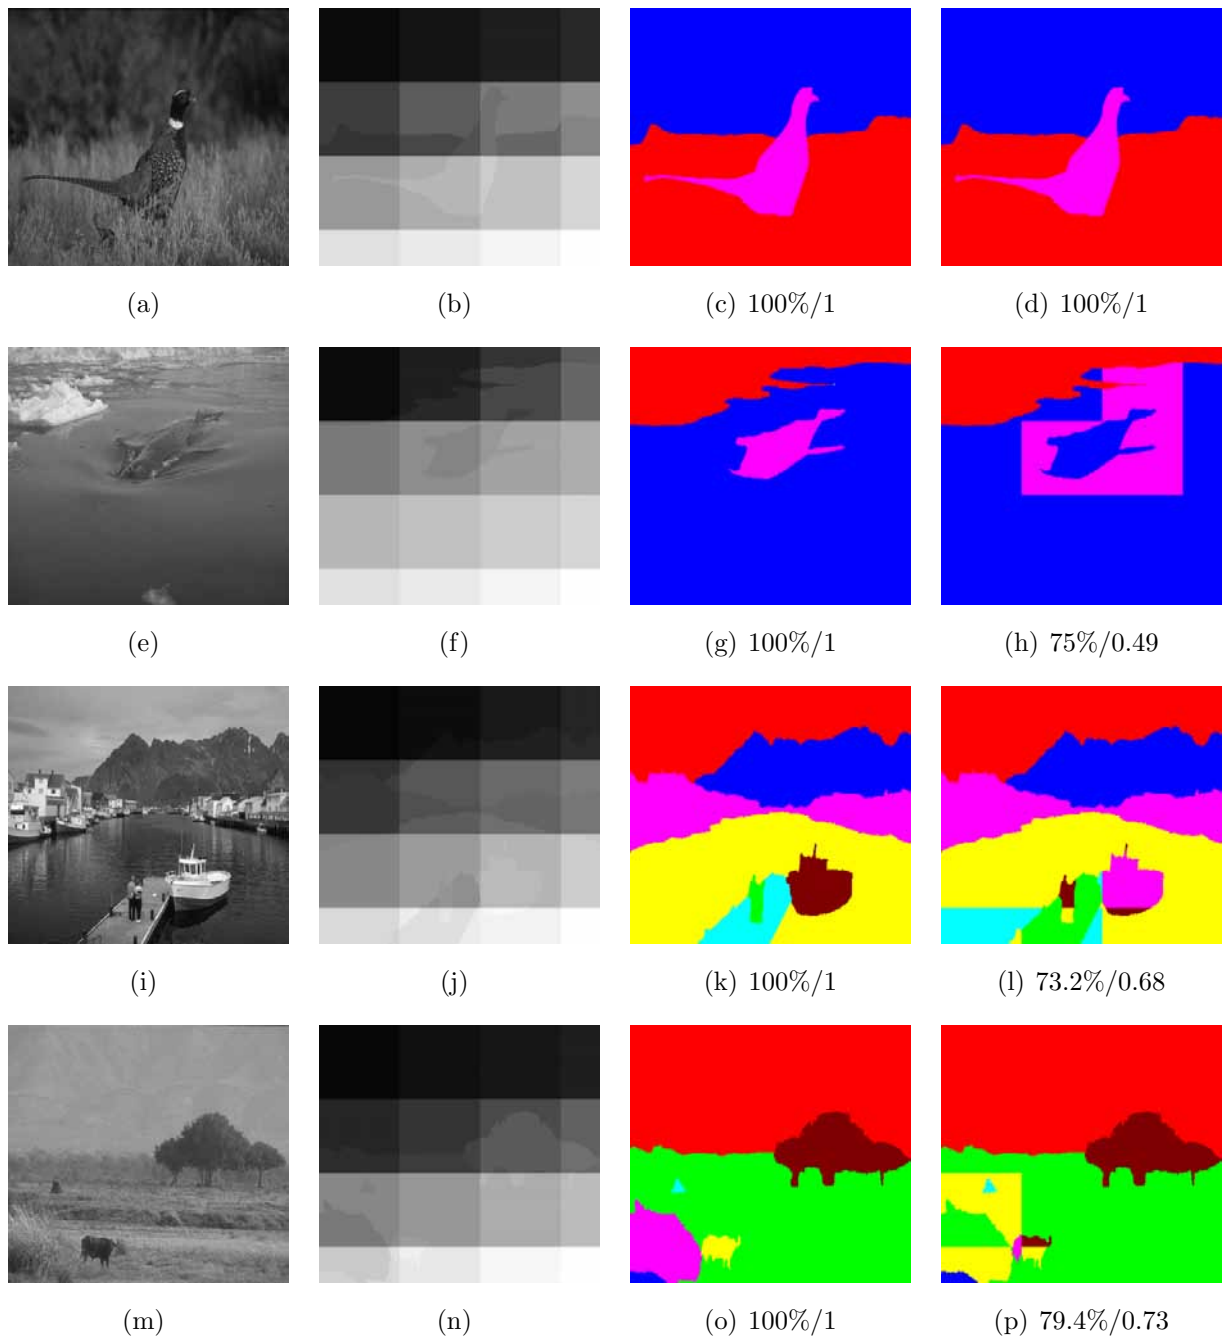 (a) (b) (c) 100%/1 (d) 100%/1
(e) (f) (g) 100%/1 (h) 75%/0.49
(i) (j) (k) 100%/1 (l) 73.2%/0.68
(m) (n) (o) 100%/1 (p) 79.4%/0.73